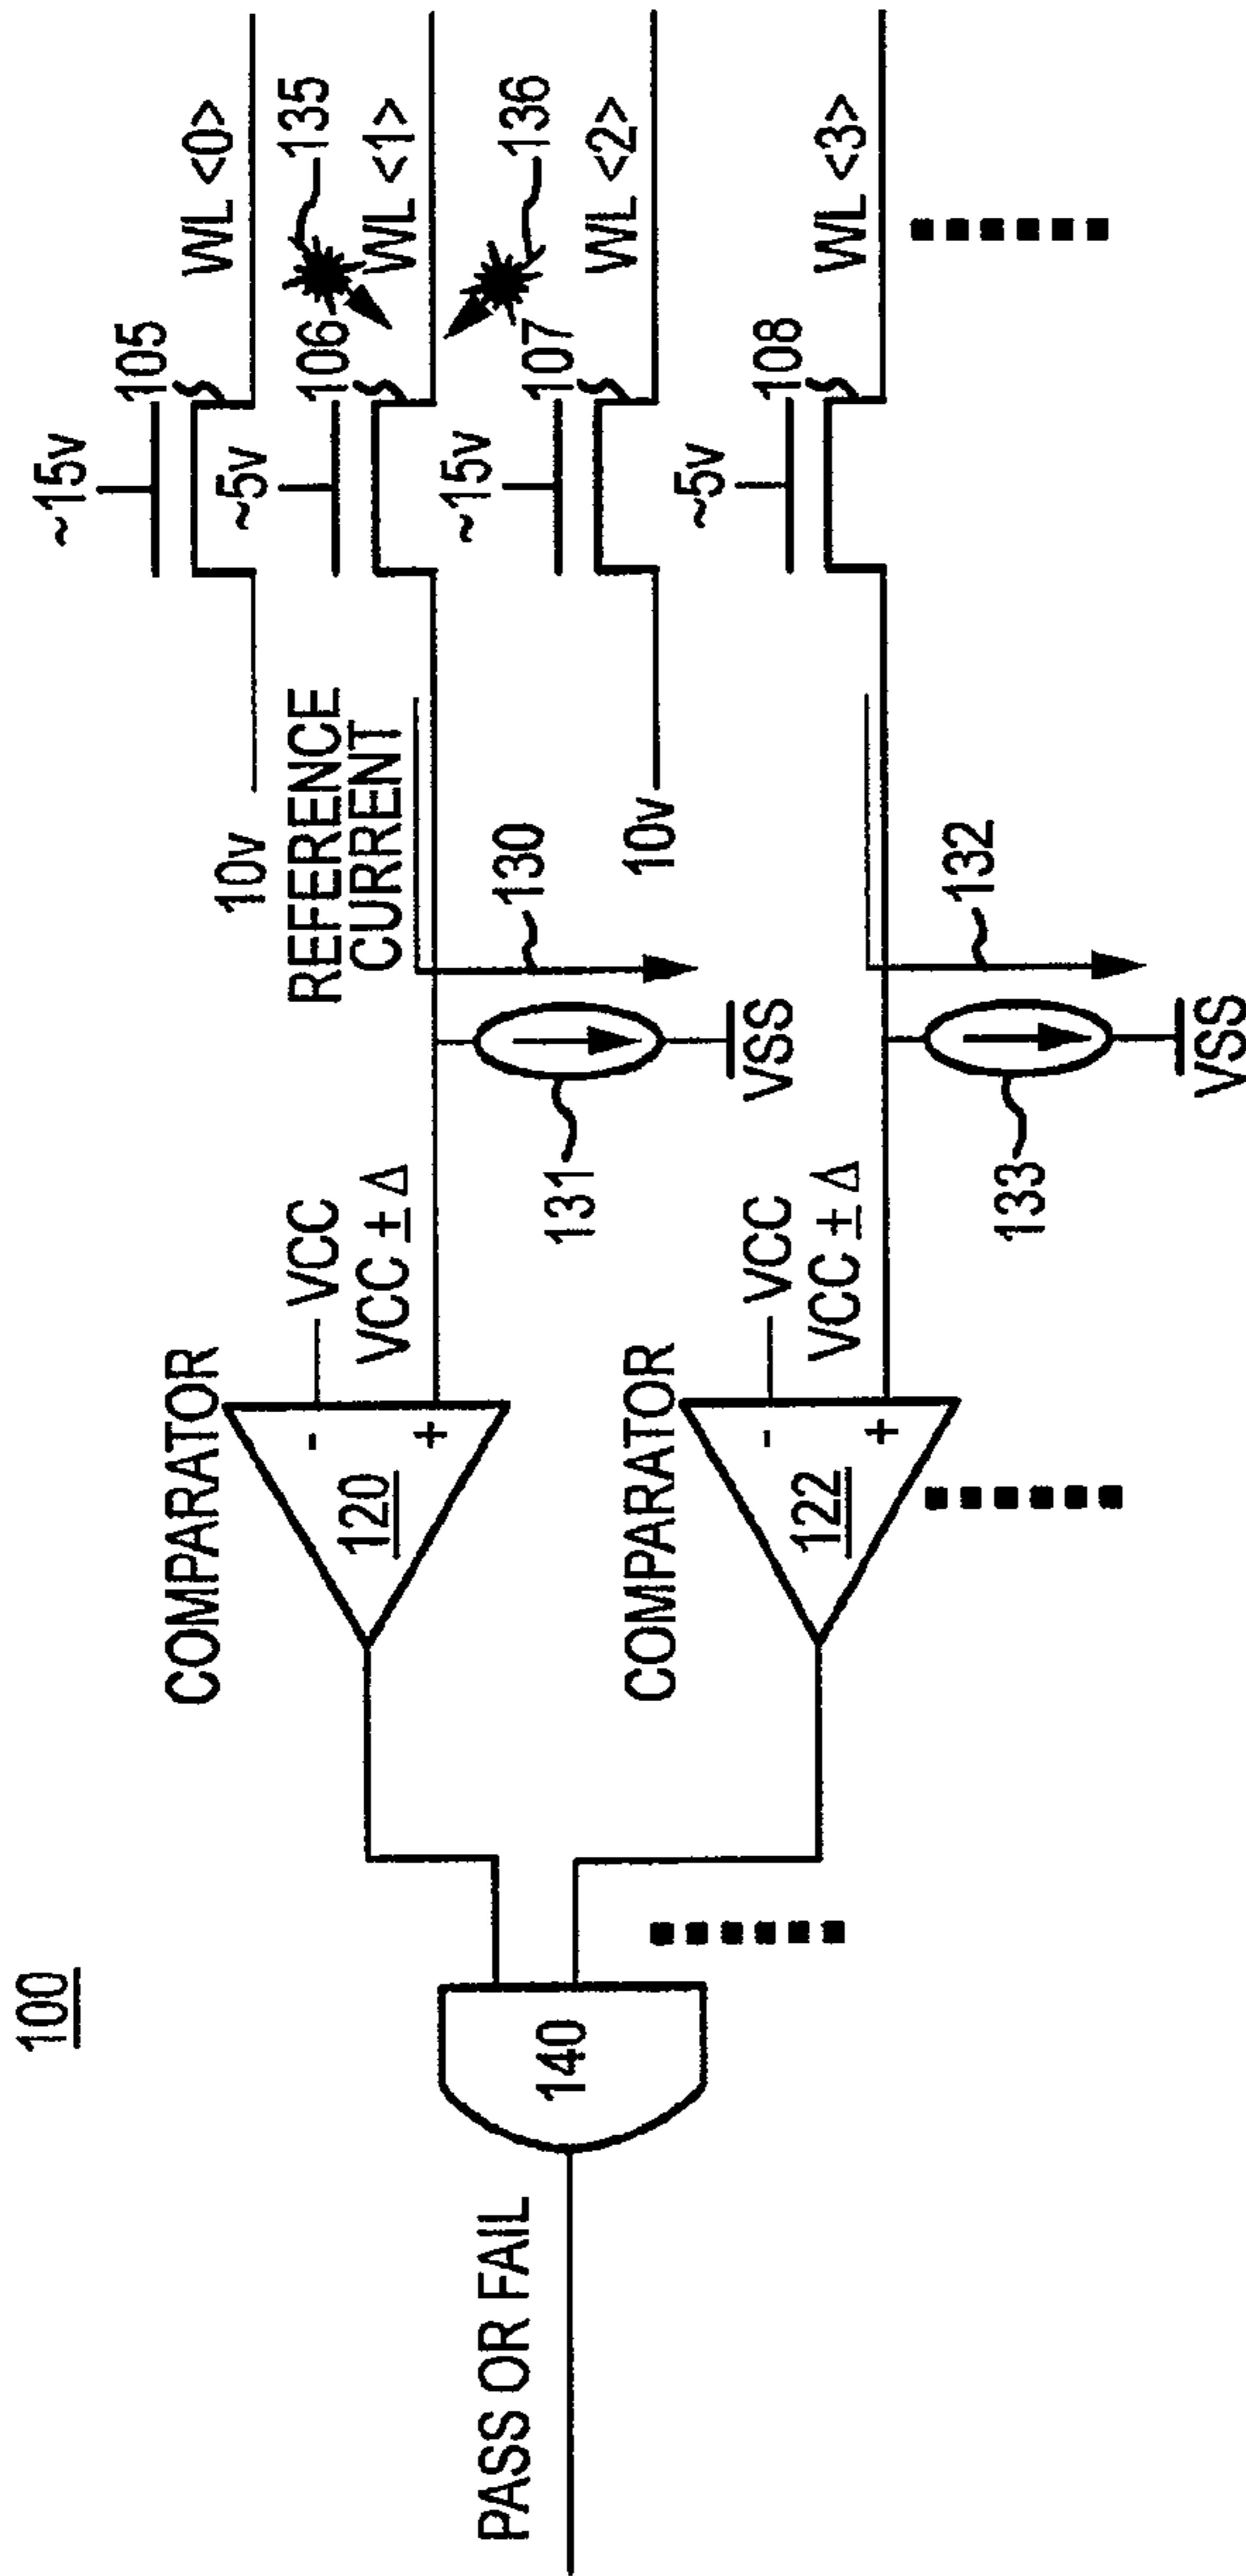 100
~15v
105
WL <0>
10v
135
~5v
106
WL <1>
REFERENCE
CURRENT
136
~15v
107
WL <2>
10v
130
131
VSS
COMPARATOR
VCC
VCC ± Δ
-
+
120
~5v
108
WL <3>
132
133
VSS
COMPARATOR
VCC
VCC ± Δ
-
+
122
140
PASS OR FAIL